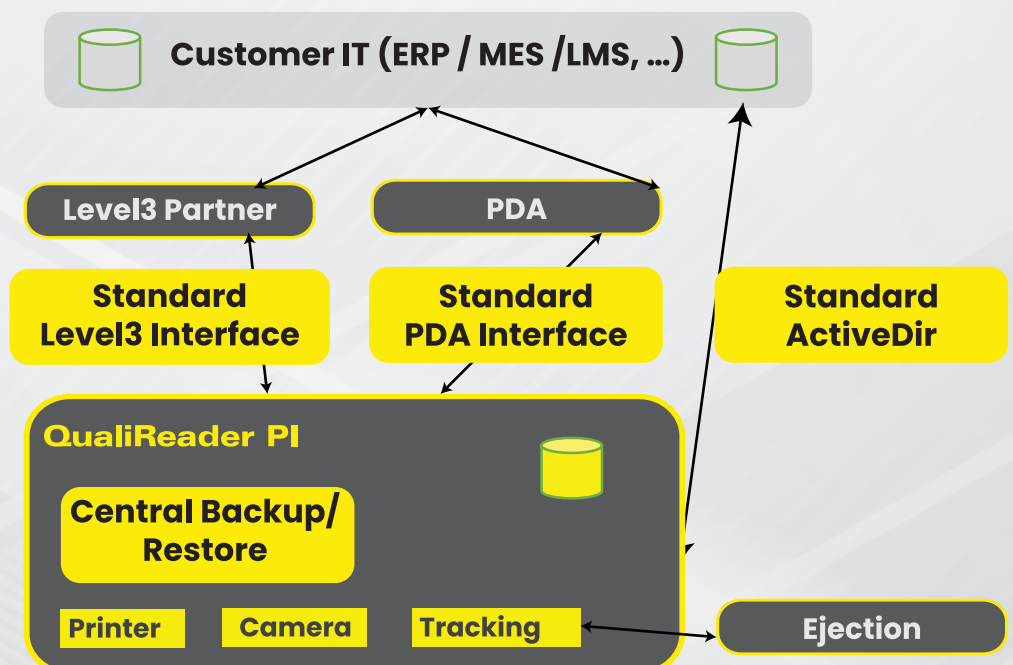 Customer IT (ERP / MES /LMS, ...)
Level3 Partner
PDA
Standard
Level3 Interface
Standard
PDA Interface
Standard
ActiveDir
QualiReader PI
Central Backup/
Restore
Printer
Camera
Tracking
Ejection